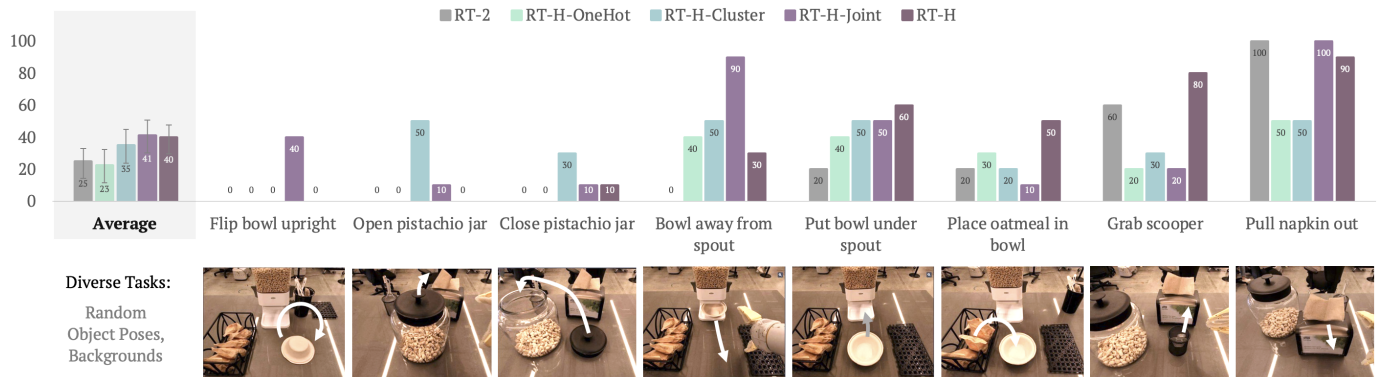 RT-2 RT-H-OneHot RT-H-Cluster RT-H-Joint RT-H
100
80
60
40
20
0
25 23 35 41 40
0 0 0 40 0
0 0 50 10 0
0 0 30 10 10
0 40 50 90 30
20 40 50 50 60
20 30 20 10 50
60 20 30 20 80
100 50 50 100 90
Average
Flip bowl upright
Open pistachio jar
Close pistachio jar
Bowl away from
spout
Put bowl under
spout
Place oatmeal in
bowl
Grab scooper
Pull napkin out
Diverse Tasks:
Random
Object Poses,
Backgrounds